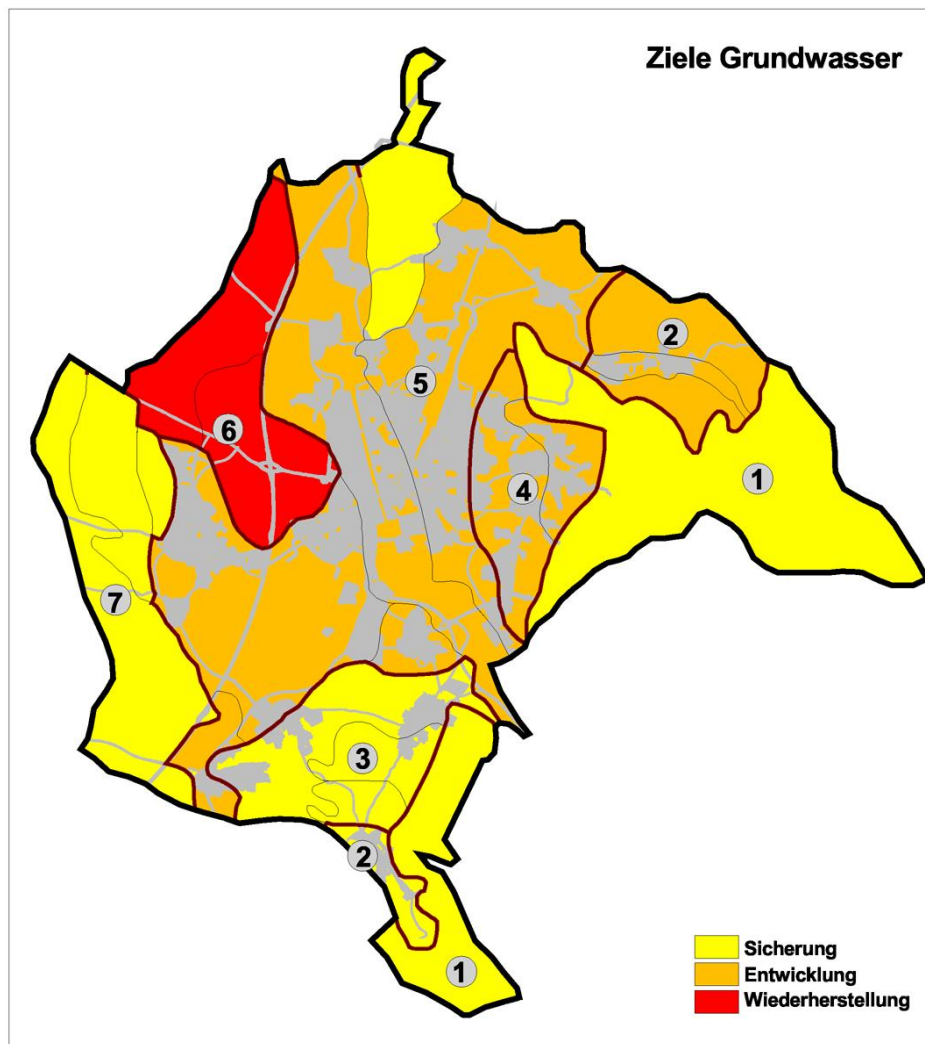 Ziele Grundwasser
2
5
6
4
1
7
3
2
1
Sicherung
Entwicklung
Wiederherstellung